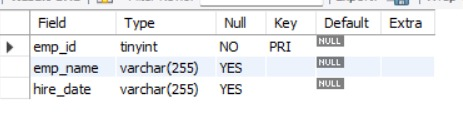 Field Type Null Key Default Extra
emp_id tinyint NO PRI NULL
emp_name varchar(255) YES NULL
hire_date varchar(255) YES NULL